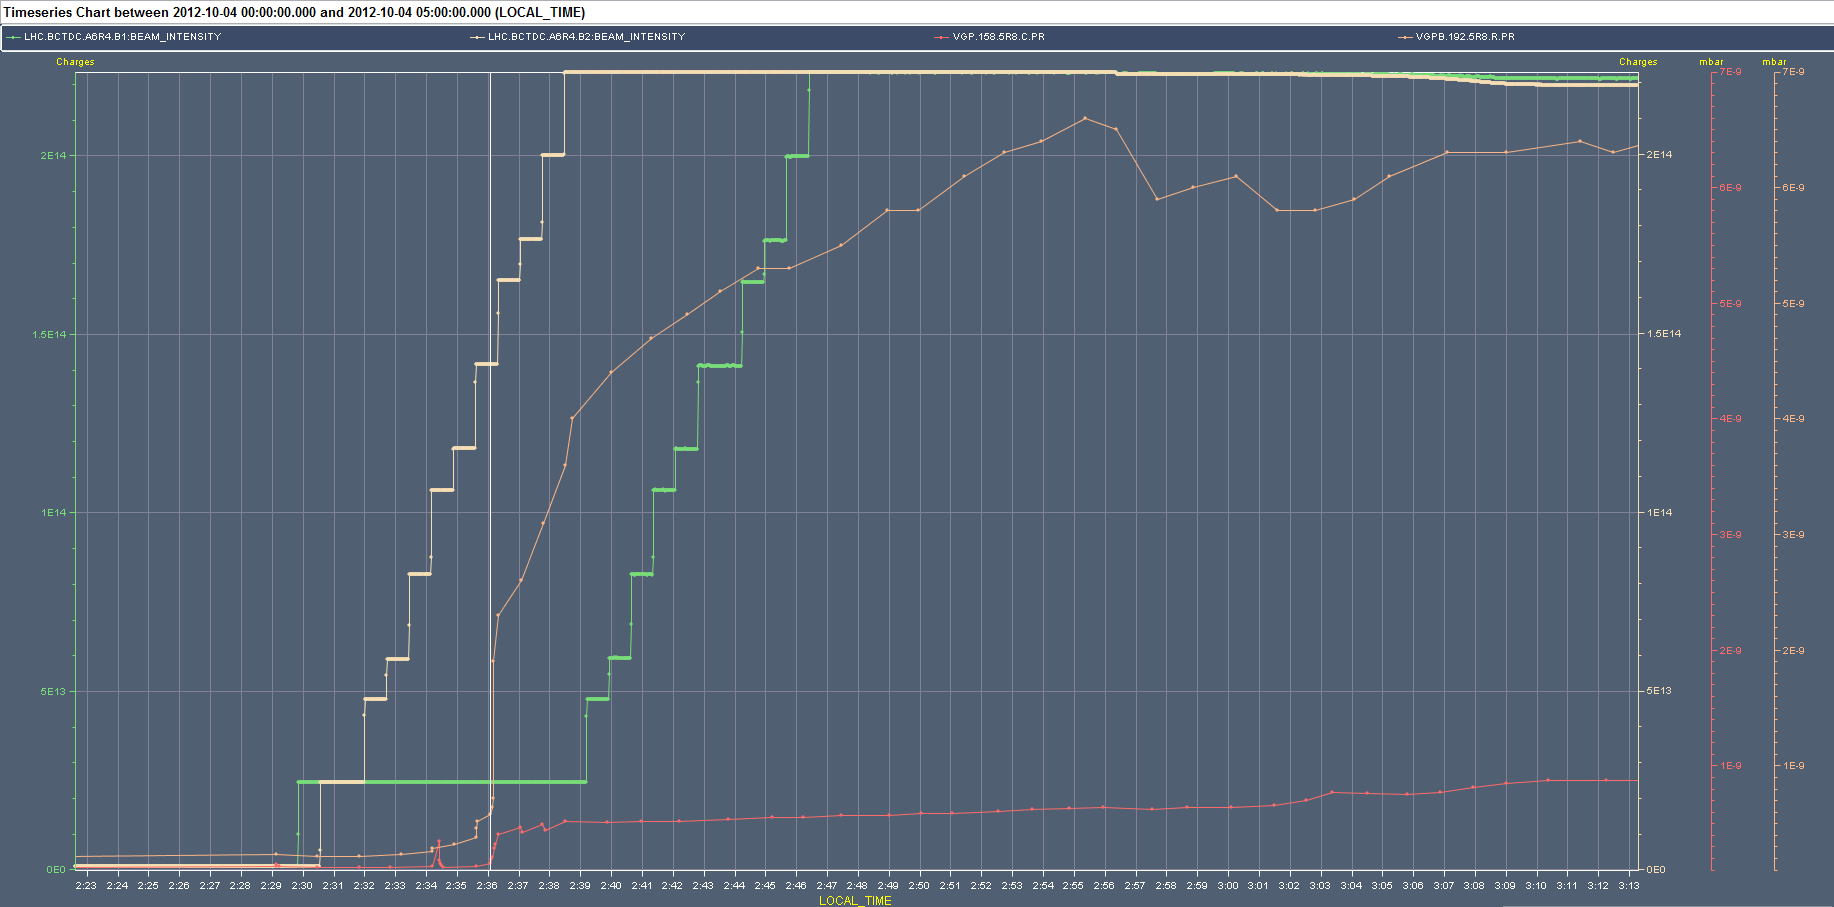 Timeseries Chart between 2012-10-04 00:00:00.000 and 2012-10-04 05:00:00.000 (LOCAL_TIME)
LHC.BCTDC.A6R4.B1:BEAM_INTENSITY LHC.BCTDC.A6R4.B2:BEAM_INTENSITY VGP.158.5R8.C.PR VGPB.192.5R8.R.PR
Charges Charges mbar mbar
7E-9 7E-9
2E14 2E14
6E-9 6E-9
5E-9 5E-9
1.5E14 1.5E14
4E-9 4E-9
1E14 1E14
3E-9 3E-9
2E-9 2E-9
5E13 5E13
1E-9 1E-9
0E0 0E0
2:23 2:24 2:25 2:26 2:27 2:28 2:29 2:30 2:31 2:32 2:33 2:34 2:35 2:36 2:37 2:38 2:39 2:40 2:41 2:42 2:43 2:44 2:45 2:46 2:47 2:48 2:49 2:50 2:52 2:53 2:54 2:55 2:56 2:57 2:58 2:59 3:00 3:01 3:02 3:03 3:04 3:05 3:06 3:07 3:08 3:09 3:10 3:11 3:12 3:13
LOCAL_TIME